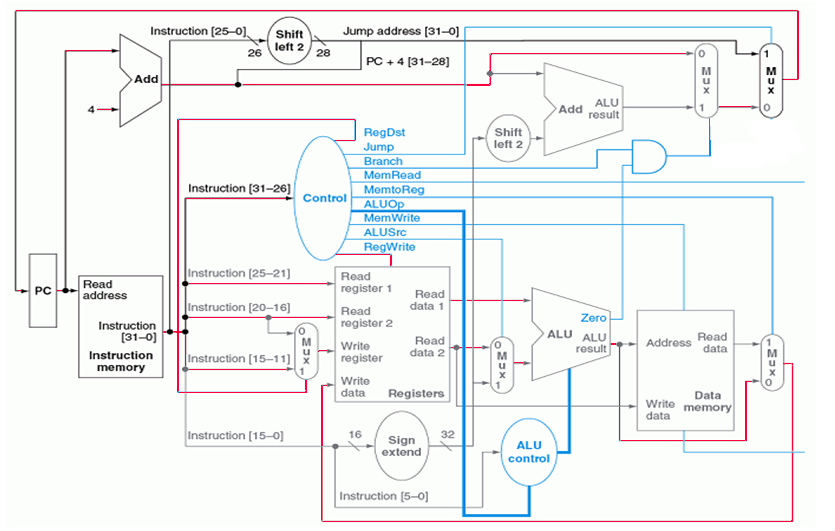 Instruction [25–0]
26
Shift
left 2
28
Jump address [31–0]
PC + 4 [31–28]
Add
4
0
M
u
x
1
1
M
u
x
0
Add
ALU
result
Shift
left 2
RegDst
Jump
Branch
MemRead
MemtoReg
ALUOp
MemWrite
ALUSrc
RegWrite
Control
Instruction [31–26]
PC
Read
address
Instruction
[31–0]
Instruction
memory
Instruction [25–21]
Instruction [20–16]
Instruction [15–11]
0
M
u
x
1
Read
register 1
Read
register 2
Write
register
Write
data
Read
data 1
Read
data 2
Registers
0
M
u
x
1
Zero
ALU
ALU
result
Address
Read
data
Write
data
Data
memory
1
M
u
x
0
Instruction [15–0]
16
Sign
extend
32
ALU
control
Instruction [5–0]